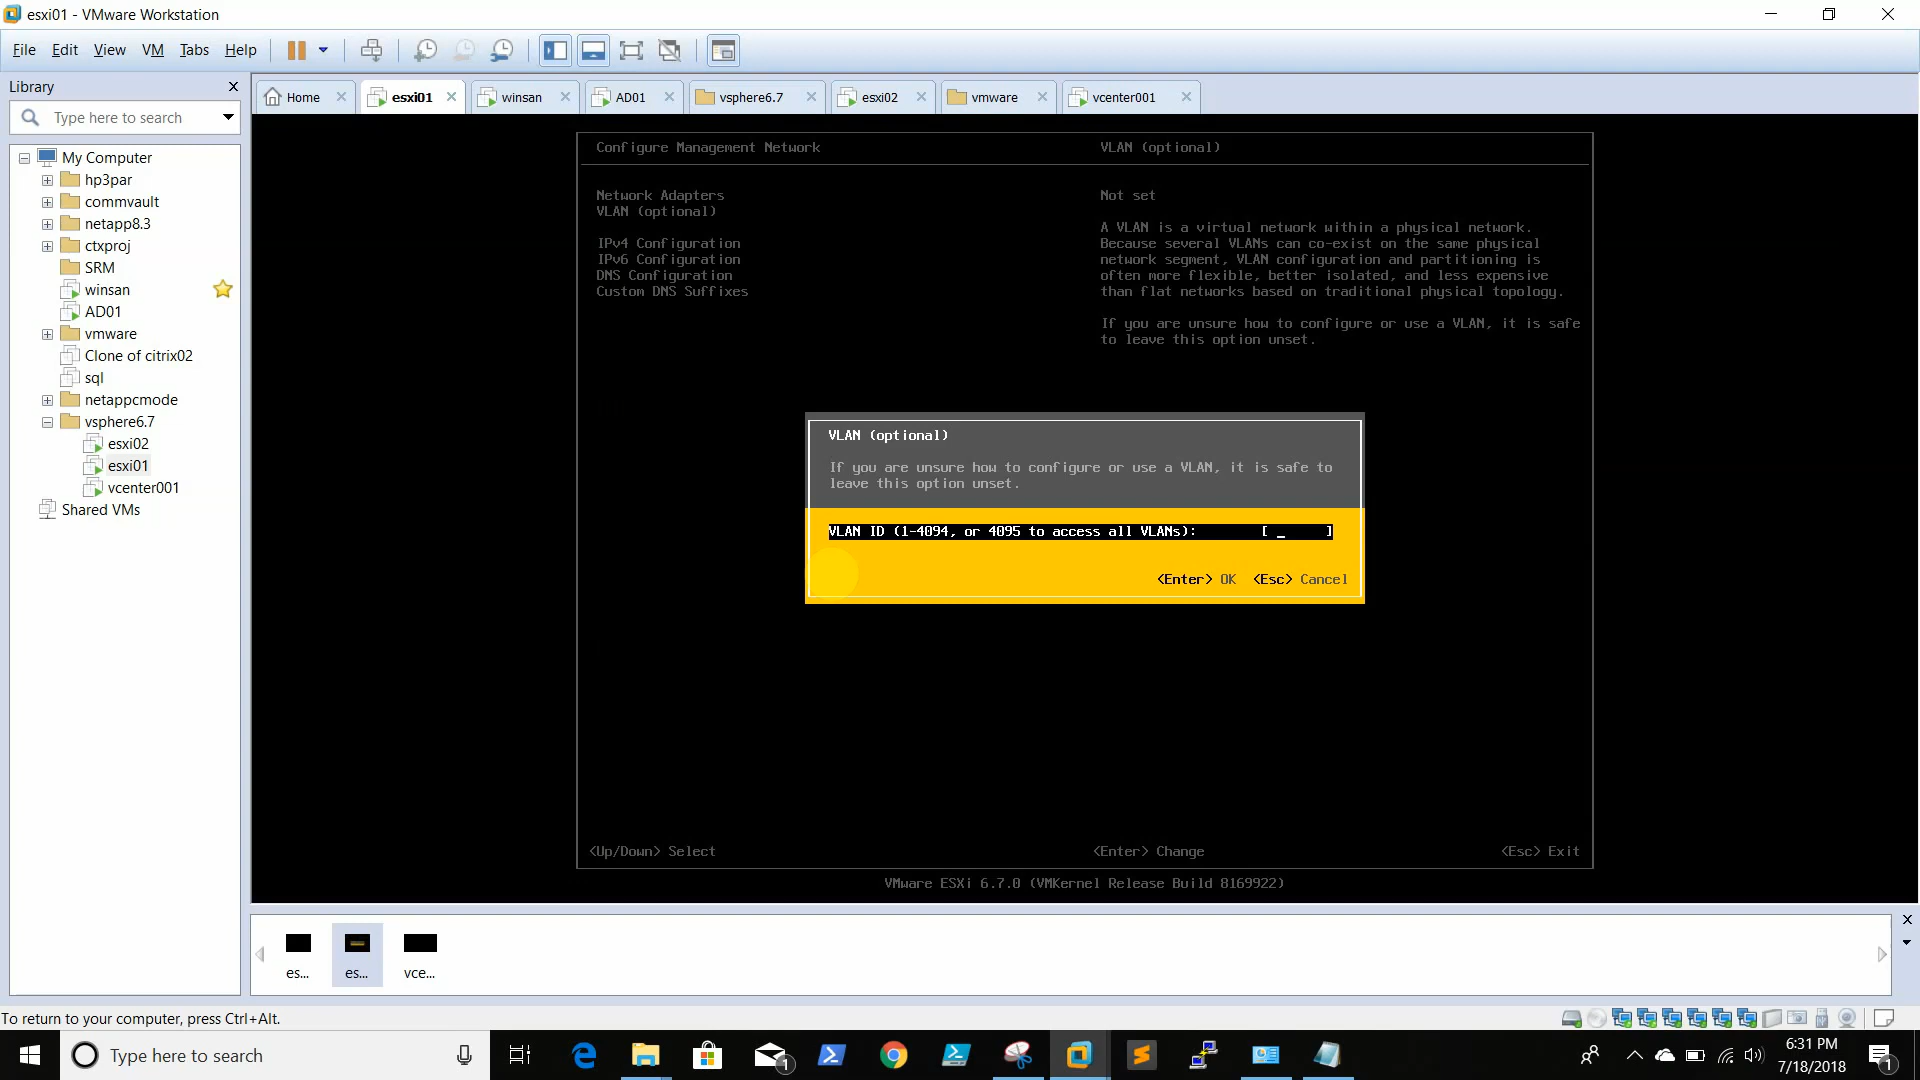 esxi01 - VMware Workstation
File Edit View VM Tabs Help
Library
Type here to search
My Computer
hp3par
commvault
netapp8.3
ctxproj
SRM
winsan
AD01
vmware
Clone of citrix02
sql
netappcmode
vsphere6.7
esxi02
esxi01
vcenter001
Shared VMs
Home esxi01 winsan AD01 vsphere6.7 esxi02 vmware vcenter001
Configure Management Network VLAN (optional)
Network Adapters
VLAN (optional)
IPv4 Configuration
IPv6 Configuration
DNS Configuration
Custom DNS Suffixes
Not set
A VLAN is a virtual network within a physical network.
Because several VLANs can co-exist on the same physical
network segment, VLAN configuration and partitioning is
often more flexible, better isolated, and less expensive
than flat networks based on traditional physical topology.
If you are unsure how to configure or use a VLAN, it is safe
to leave this option unset.
VLAN (optional)
If you are unsure how to configure or use a VLAN, it is safe to
leave this option unset.
VLAN ID (1-4094, or 4095 to access all VLANs): [ _ ]
<Enter> OK <Esc> Cancel
<Up/Down> Select <Enter> Change <Esc> Exit
VMware ESXi 6.7.0 (VMKernel Release Build 8169922)
es... es... vce...
To return to your computer, press Ctrl+Alt.
Type here to search
1
6:31 PM
7/18/2018
1